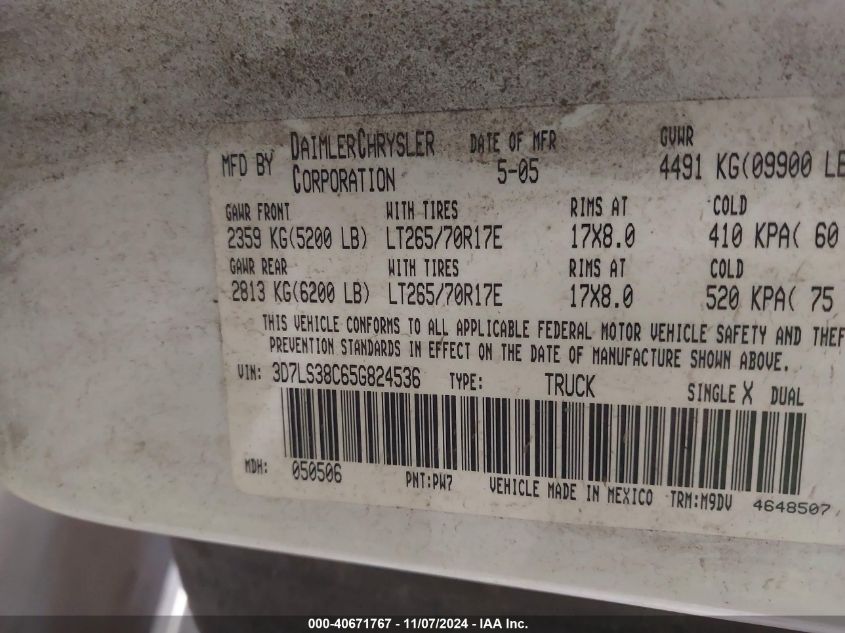 MFD BY DAIMLERCHRYSLER CORPORATION DATE OF MFR 5-05 GVWR 4491 KG(09900 LB
GAWR FRONT WITH TIRES RIMS AT COLD
2359 KG(5200 LB) LT265/70R17E 17X8.0 410 KPA( 60
GAWR REAR WITH TIRES RIMS AT COLD
2813 KG(6200 LB) LT265/70R17E 17X8.0 520 KPA( 75
THIS VEHICLE CONFORMS TO ALL APPLICABLE FEDERAL MOTOR VEHICLE SAFETY AND THEF
PREVENTION STANDARDS IN EFFECT ON THE DATE OF MANUFACTURE SHOWN ABOVE.
VIN: 3D7LS38C65G824536 TYPE: TRUCK SINGLE X DUAL
MDH: 050506 PNT:PW7 VEHICLE MADE IN MEXICO TRM:M9DV 4648507
000-40671767 - 11/07/2024 - IAA Inc.